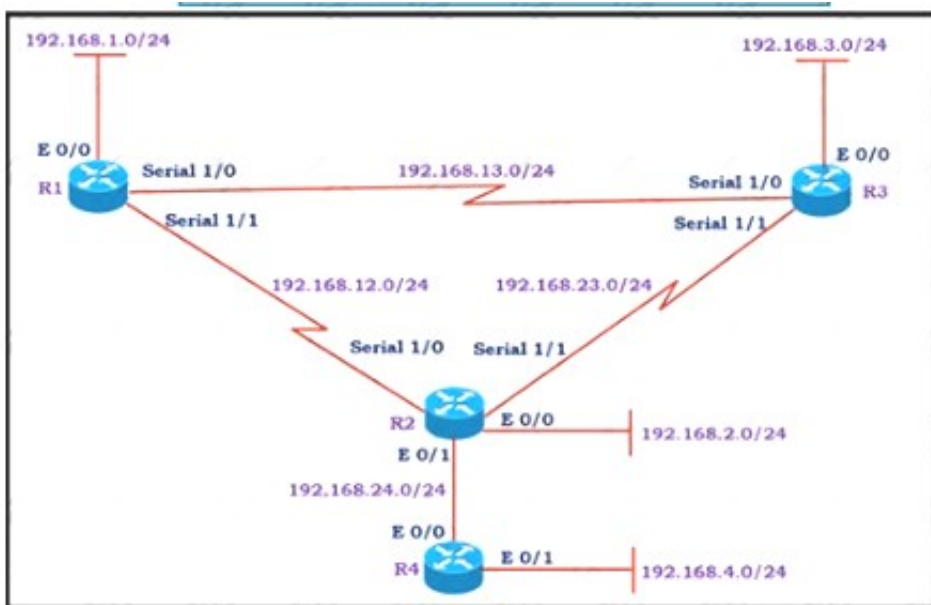 192.168.1.0/24
192.168.3.0/24
E 0/0
E 0/0
R1
Serial 1/0
192.168.13.0/24
Serial 1/0
R3
Serial 1/1
Serial 1/1
192.168.12.0/24
192.168.23.0/24
Serial 1/0
Serial 1/1
R2
E 0/0
192.168.2.0/24
E 0/1
192.168.24.0/24
E 0/0
R4
E 0/1
192.168.4.0/24